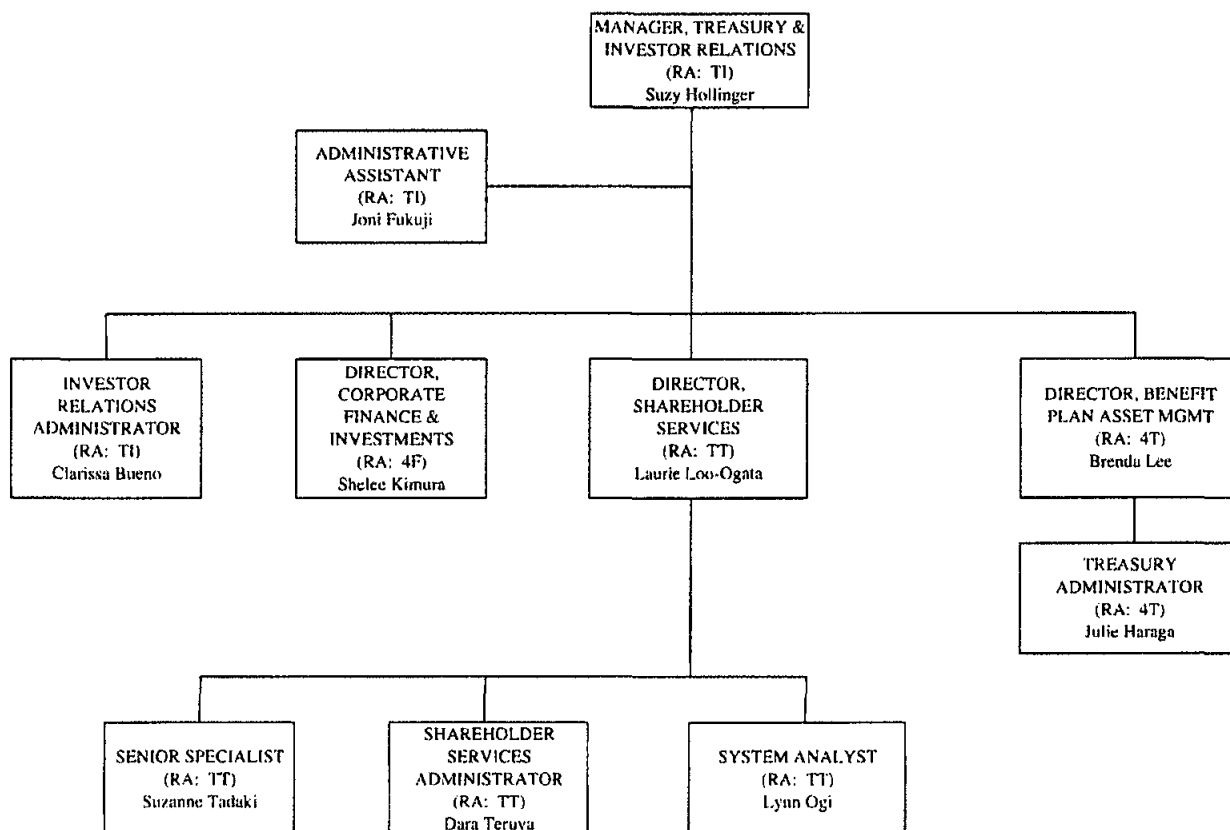 MANAGER, TREASURY &
INVESTOR RELATIONS
(RA: TI)
Suzy Hollinger
ADMINISTRATIVE
ASSISTANT
(RA: TI)
Joni Fukuji
INVESTOR
RELATIONS
ADMINISTRATOR
(RA: TI)
Clarissa Bueno
DIRECTOR,
CORPORATE
FINANCE &
INVESTMENTS
(RA: 4F)
Shelee Kimura
DIRECTOR,
SHAREHOLDER
SERVICES
(RA: TT)
Laurie Loo-Ogata
DIRECTOR, BENEFIT
PLAN ASSET MGMT
(RA: 4T)
Brenda Lee
TREASURY
ADMINISTRATOR
(RA: 4T)
Julie Haraga
SENIOR SPECIALIST
(RA: TT)
Suzanne Tadaki
SHAREHOLDER
SERVICES
ADMINISTRATOR
(RA: TT)
Dara Teruya
SYSTEM ANALYST
(RA: TT)
Lynn Ogi